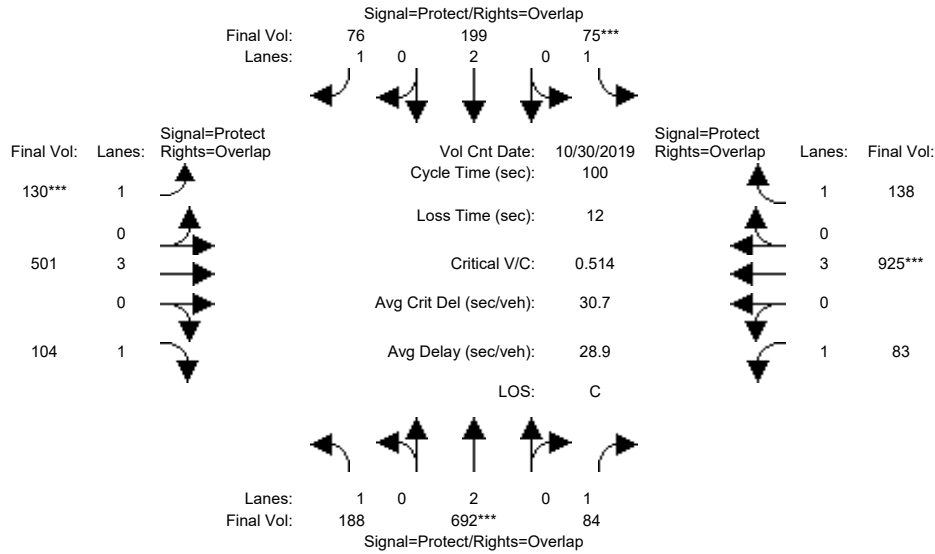 Signal=Protect/Rights=Overlap
Final Vol: 76 199 75***
Lanes: 1 0 2 0 1
Signal=Protect
Final Vol: Lanes: Rights=Overlap
Vol Cnt Date: 10/30/2019
Signal=Protect
Rights=Overlap Lanes: Final Vol:
Cycle Time (sec): 100
130*** 1
1 138
Loss Time (sec): 12
0
0
501 3
Critical V/C: 0.514
3 925***
0
Avg Crit Del (sec/veh): 30.7
0
104 1
Avg Delay (sec/veh): 28.9
1 83
LOS: C
Lanes: 1 0 2 0 1
Final Vol: 188 692*** 84
Signal=Protect/Rights=Overlap